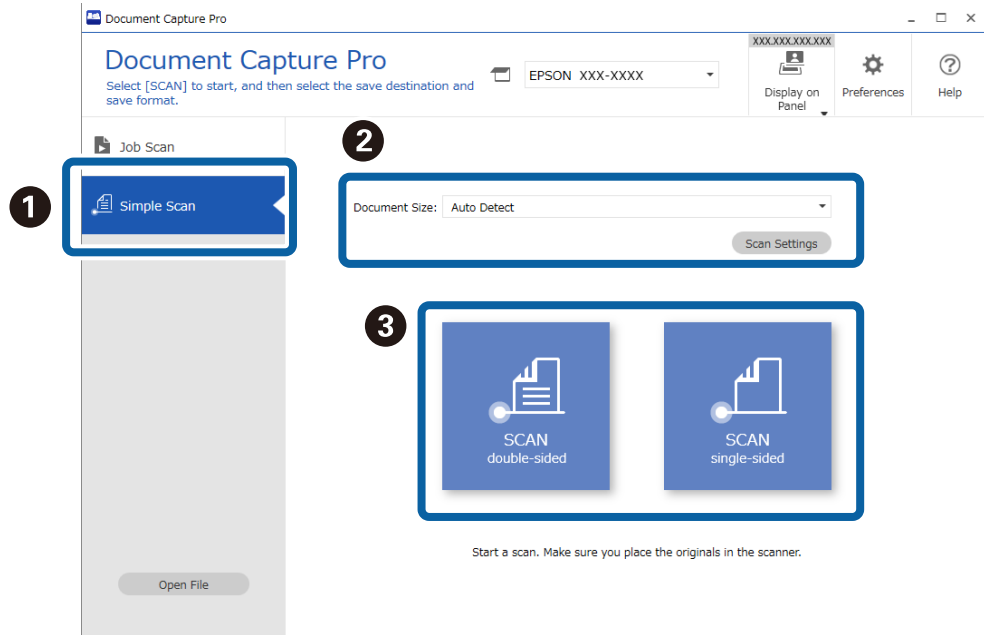 Document Capture Pro
Document Capture Pro
Select [SCAN] to start, and then select the save destination and
save format.
EPSON XXX-XXXX
XXX.XXX.XXX.XXX
Display on
Panel
Preferences
Help
Job Scan
1
Simple Scan
2
Document Size: Auto Detect
Scan Settings
3
SCAN
double-sided
SCAN
single-sided
Start a scan. Make sure you place the originals in the scanner.
Open File